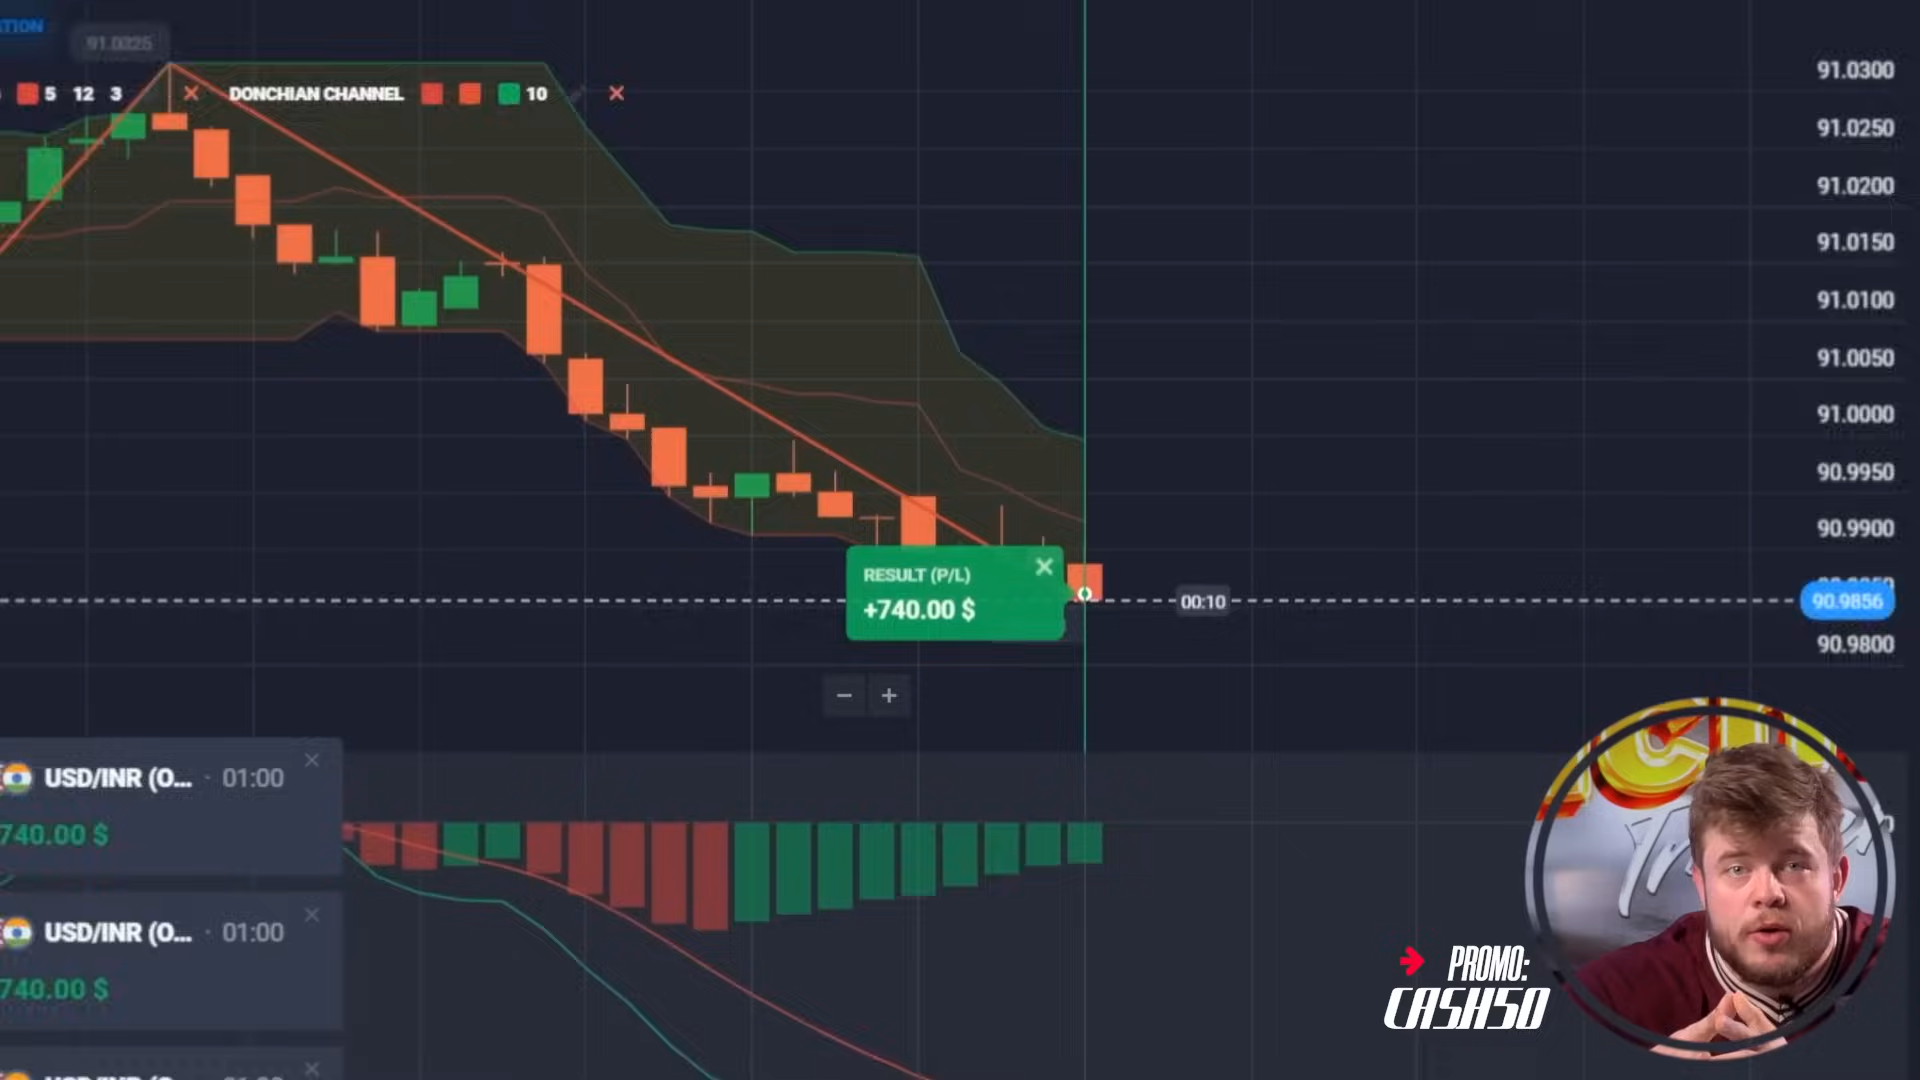 TION
91.0325
5 12 3
DONCHIAN CHANNEL 10
91.0300
91.0250
91.0200
91.0150
91.0100
91.0050
91.0000
90.9950
90.9900
90.9856
90.9800
RESULT (P/L)
+740.00 $
00:10
USD/INR (O... · 01:00
740.00 $
USD/INR (O... · 01:00
740.00 $
PROMO:
CASH50